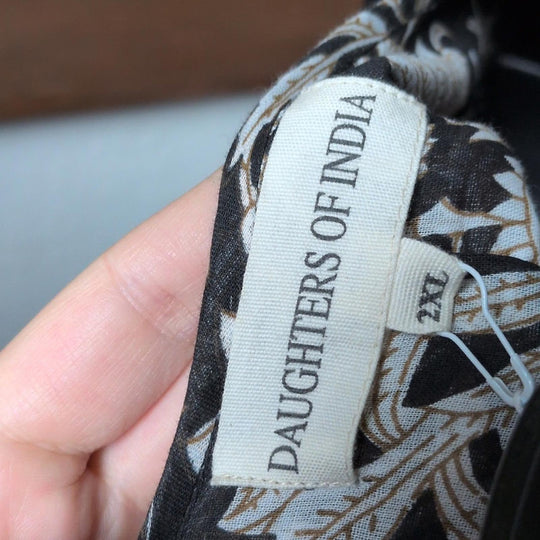 DAUGHTERS OF INDIA
2XL